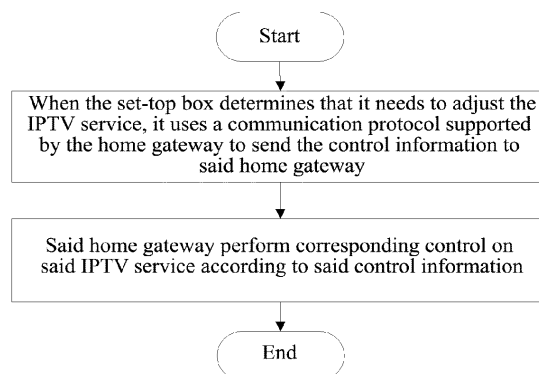 Start
When the set-top box determines that it needs to adjust the
IPTV service, it uses a communication protocol supported
by the home gateway to send the control information to
said home gateway
Said home gateway perform corresponding control on
said IPTV service according to said control information
End